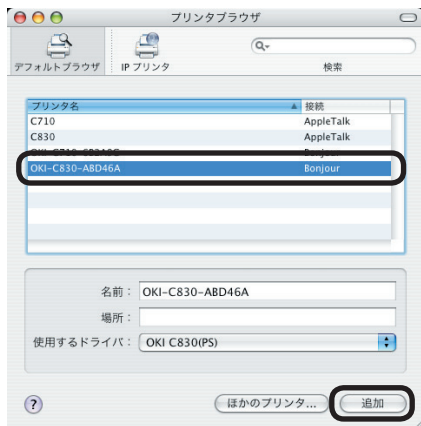 プリンタブラウザ
デフォルトブラウザ IP プリンタ 検索
プリンタ名 接続
C710 AppleTalk
C830 AppleTalk
Bonjour
OKI-C830-ABD46A Bonjour
名前： OKI-C830-ABD46A
場所：
使用するドライバ： OKI C830(PS)
? ほかのプリンタ... 追加